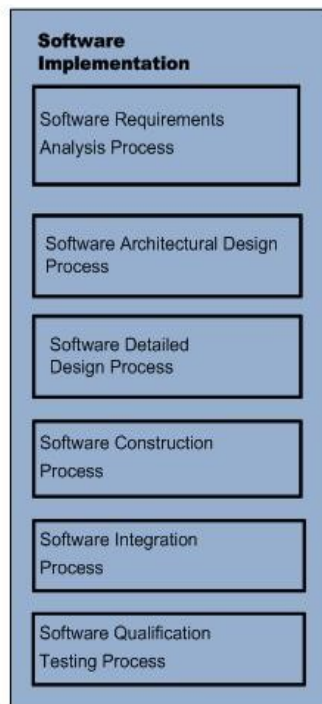 Software
Implementation
Software Requirements
Analysis Process
Software Architectural Design
Process
Software Detailed
Design Process
Software Construction
Process
Software Integration
Process
Software Qualification
Testing Process